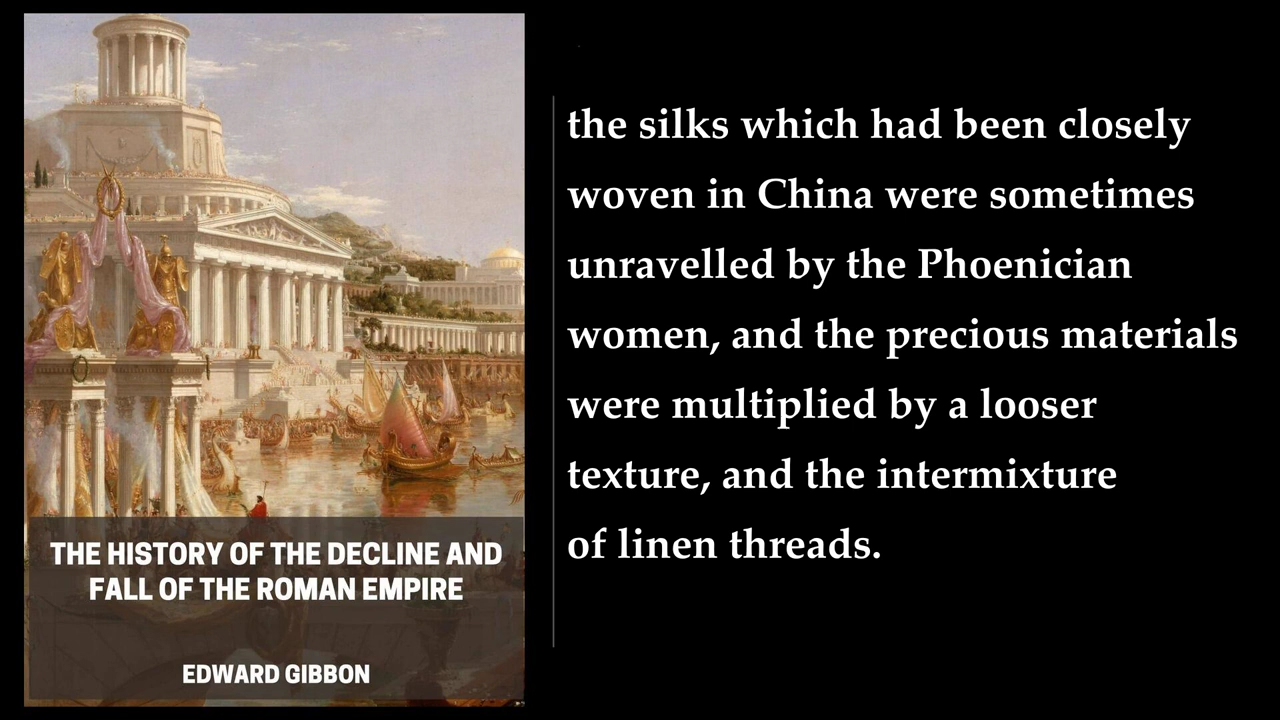 THE HISTORY OF THE DECLINE AND
FALL OF THE ROMAN EMPIRE
EDWARD GIBBON
the silks which had been closely
woven in China were sometimes
unravelled by the Phoenician
women, and the precious materials
were multiplied by a looser
texture, and the intermixture
of linen threads.